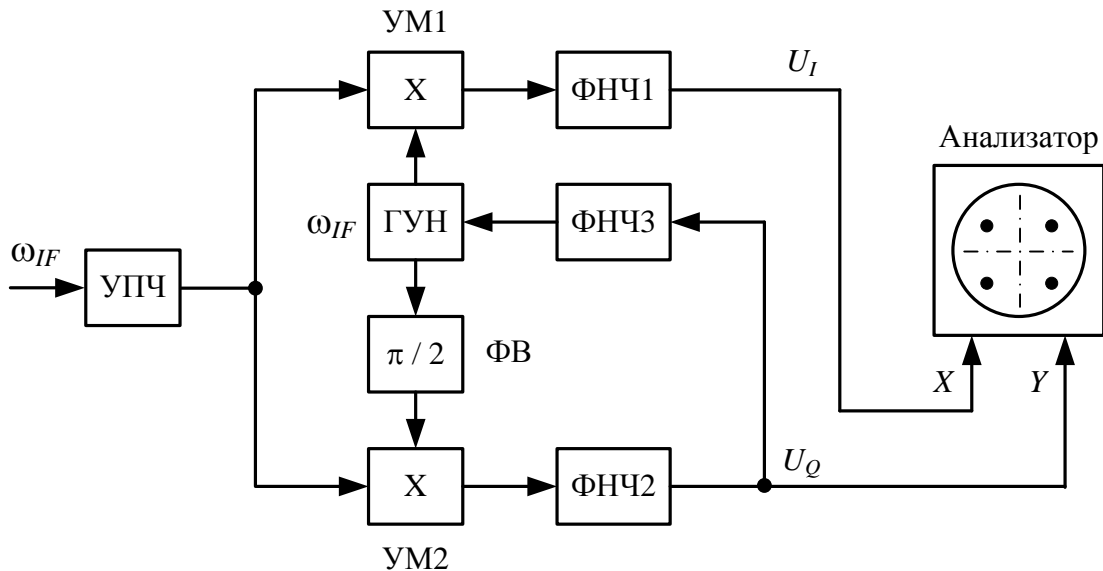 УМ1
X
ФНЧ1
U_I
Анализатор
ω_IF
ГУН
ФНЧ3
ω_IF
УПЧ
π / 2
ФВ
X
Y
X
ФНЧ2
U_Q
УМ2